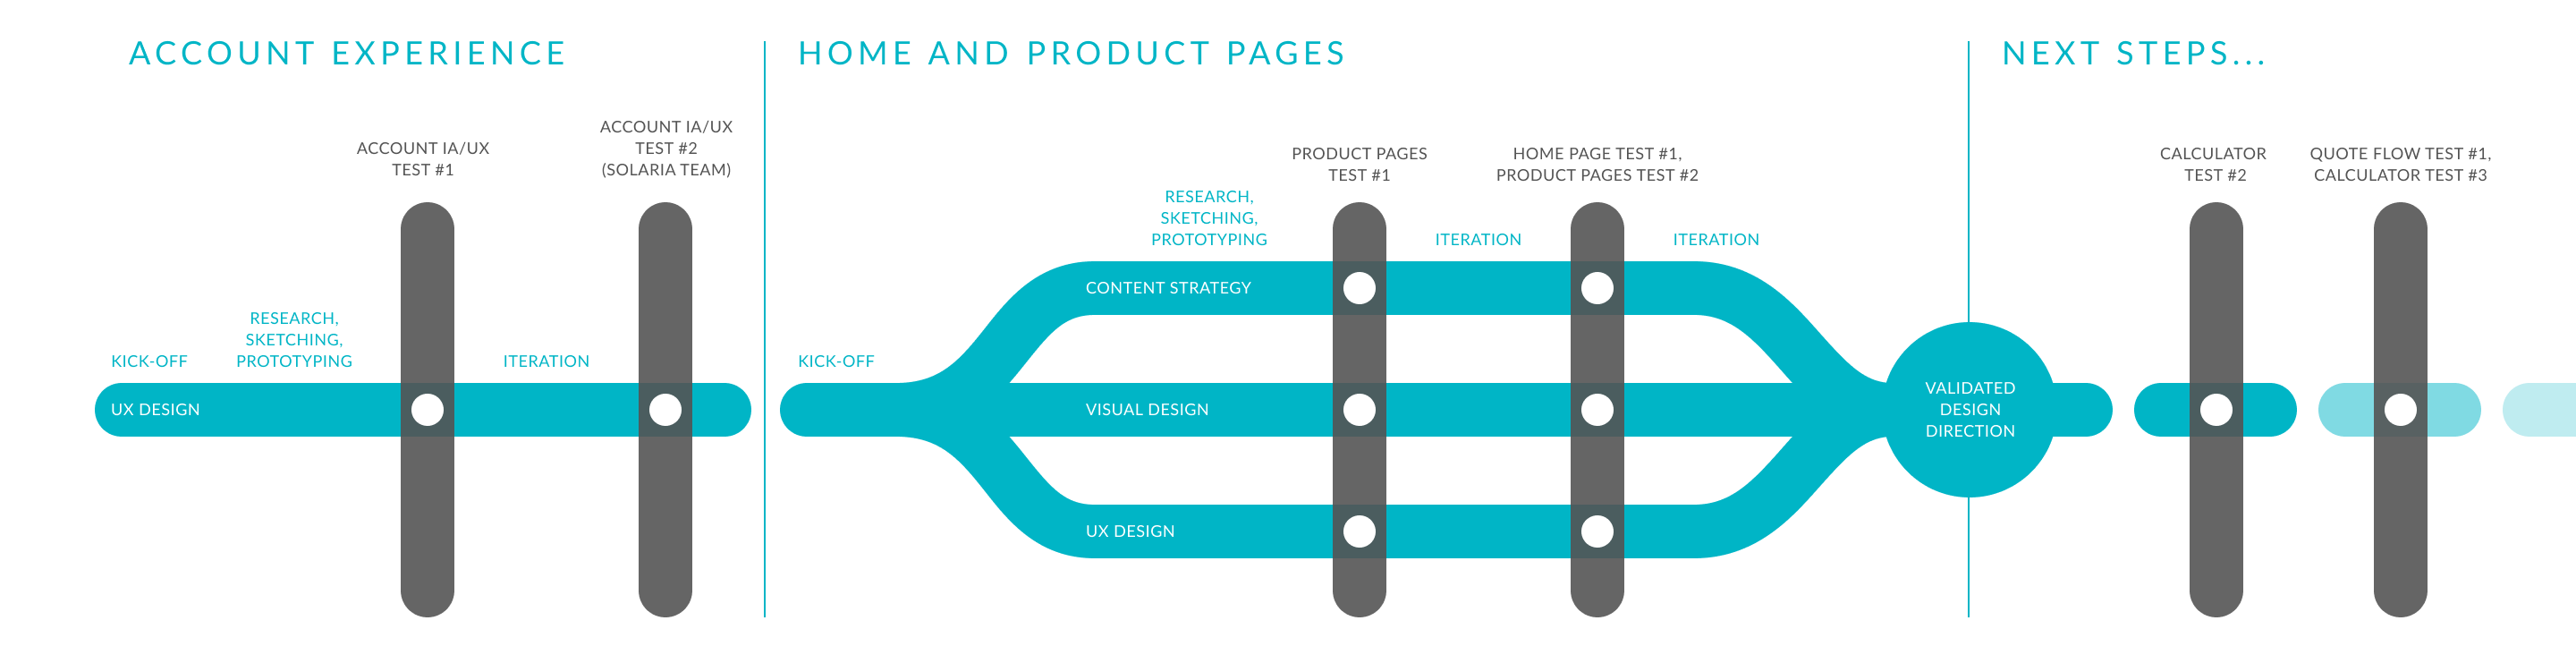 ACCOUNT EXPERIENCE
ACCOUNT IA/UX
TEST #1
ACCOUNT IA/UX
TEST #2
(SOLARIA TEAM)
KICK-OFF
RESEARCH,
SKETCHING,
PROTOTYPING
ITERATION
UX DESIGN
HOME AND PRODUCT PAGES
KICK-OFF
RESEARCH,
SKETCHING,
PROTOTYPING
PRODUCT PAGES
TEST #1
ITERATION
HOME PAGE TEST #1,
PRODUCT PAGES TEST #2
ITERATION
CONTENT STRATEGY
VISUAL DESIGN
UX DESIGN
VALIDATED
DESIGN
DIRECTION
NEXT STEPS...
CALCULATOR
TEST #2
QUOTE FLOW TEST #1,
CALCULATOR TEST #3